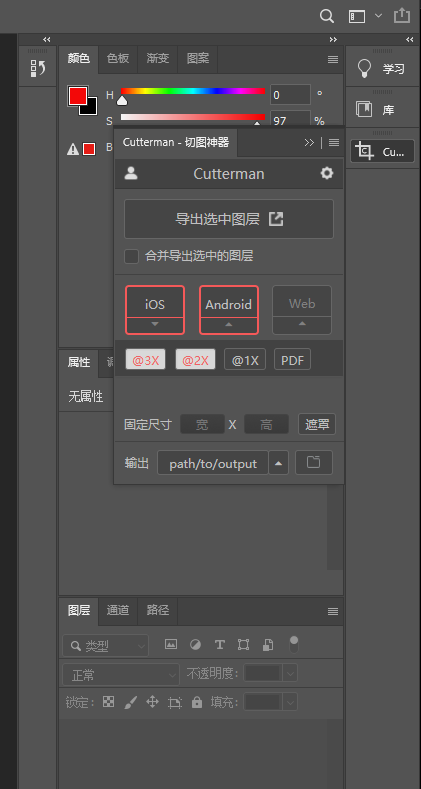 颜色 色板 渐变 图案
H 0 °
S 97 %
B
学习
库
Cu...
Cutterman - 切图神器
Cutterman
导出选中图层
合并导出选中的图层
iOS Android Web
@3X @2X @1X PDF
固定尺寸 宽 X 高 遮罩
输出 path/to/output
属性
无属性
图层 通道 路径
类型
正常 不透明度:
锁定: 填充: